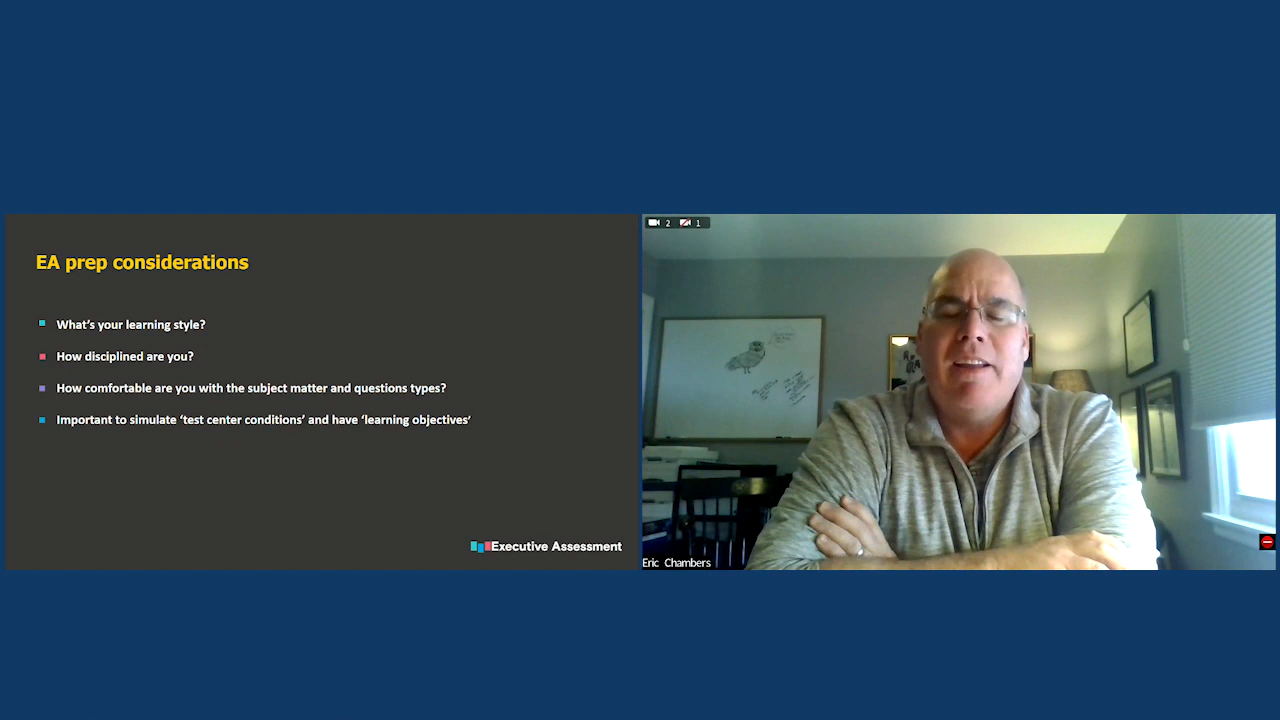 EA prep considerations
What's your learning style?
How disciplined are you?
How comfortable are you with the subject matter and questions types?
Important to simulate ‘test center conditions’ and have ‘learning objectives’
Executive Assessment
2 1
Eric Chambers